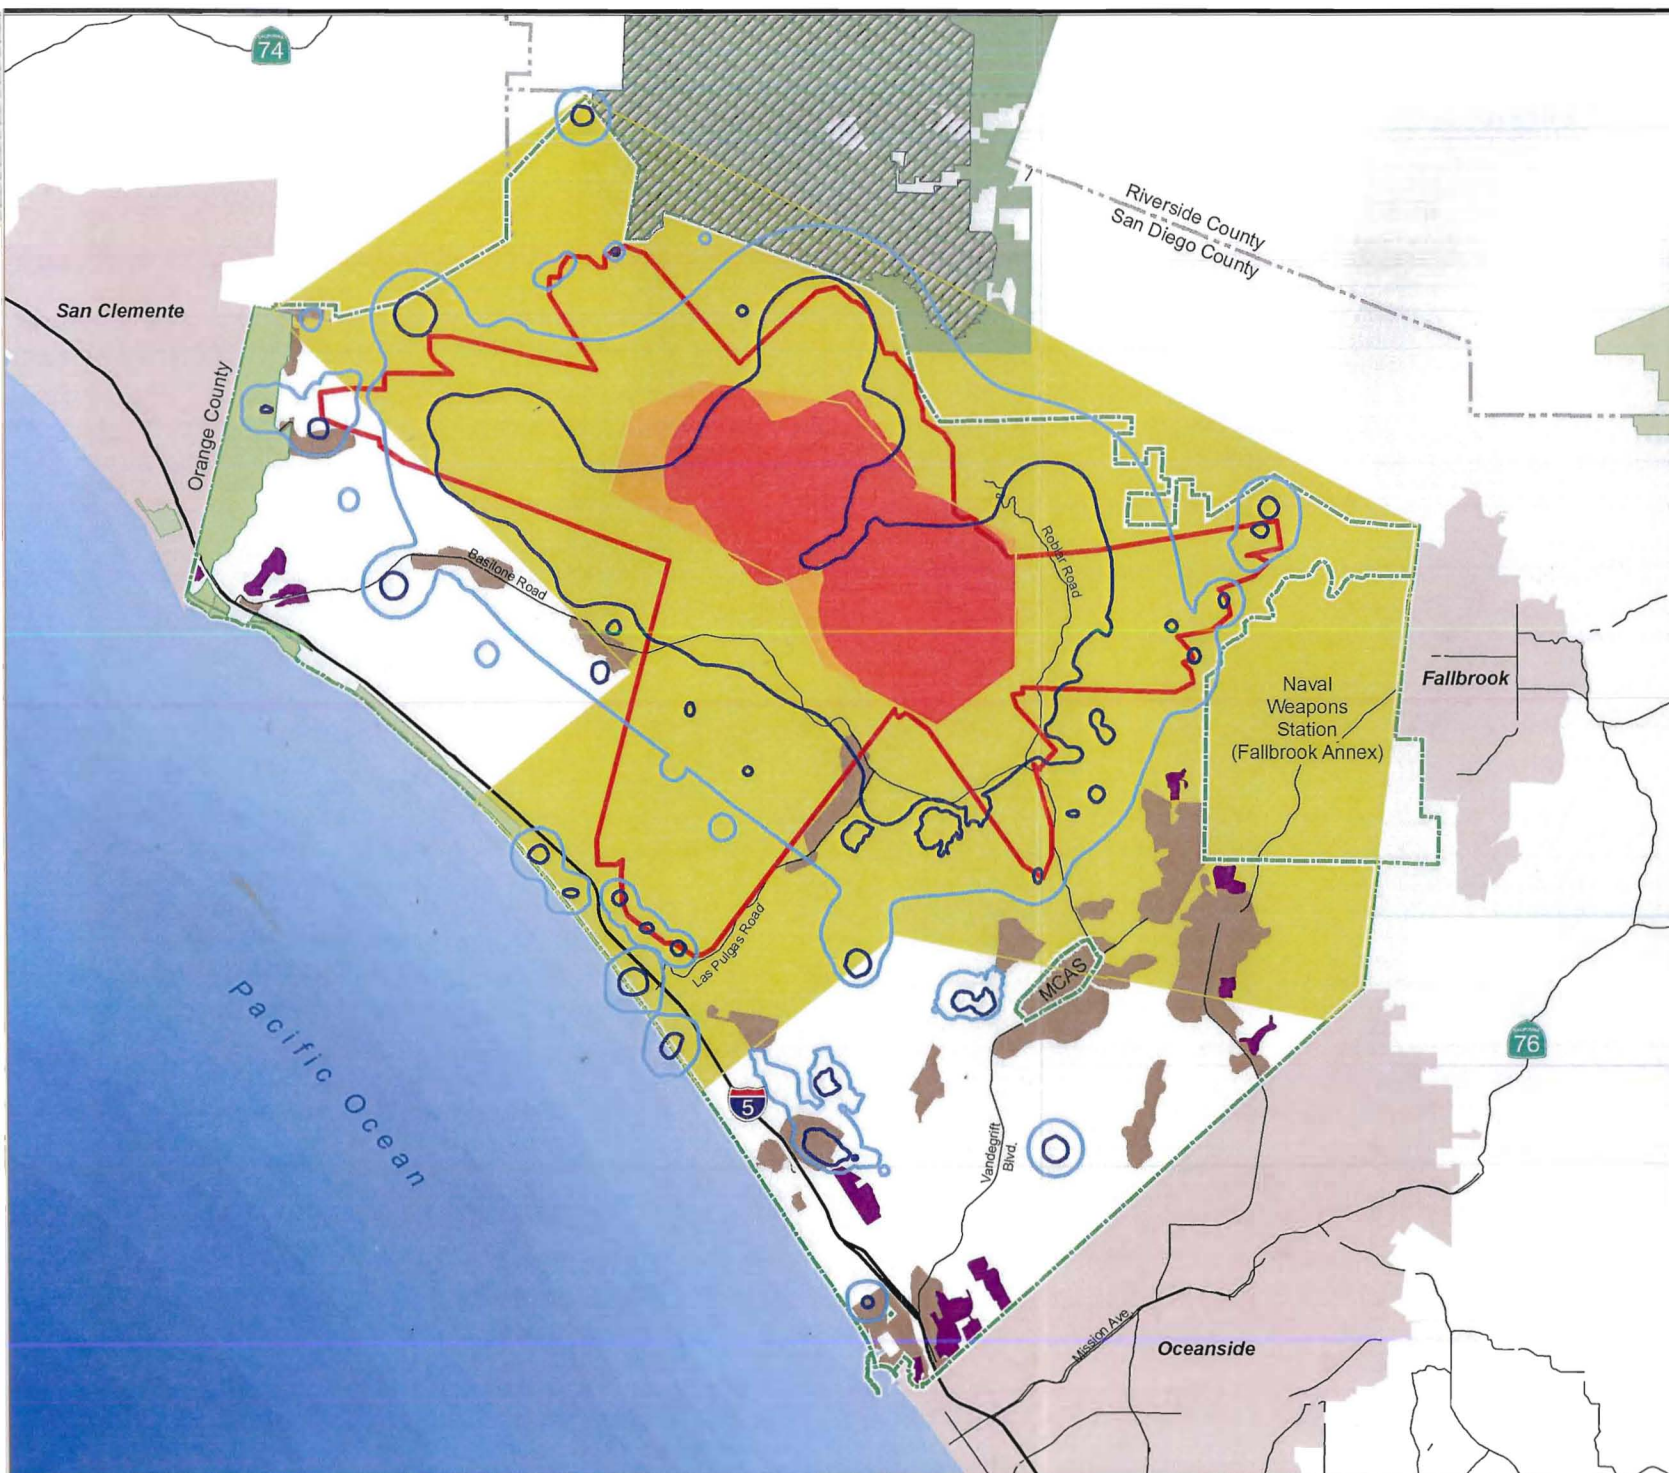 74
Riverside County
San Diego County
San Clemente
Orange County
Basilone Road
Roblar Road
Naval
Weapons
Station
(Fallbrook Annex)
Fallbrook
Las Pulgas Road
MCAS
Pacific Ocean
76
5
Vandegrift
Blvd.
Mission Ave.
Oceanside